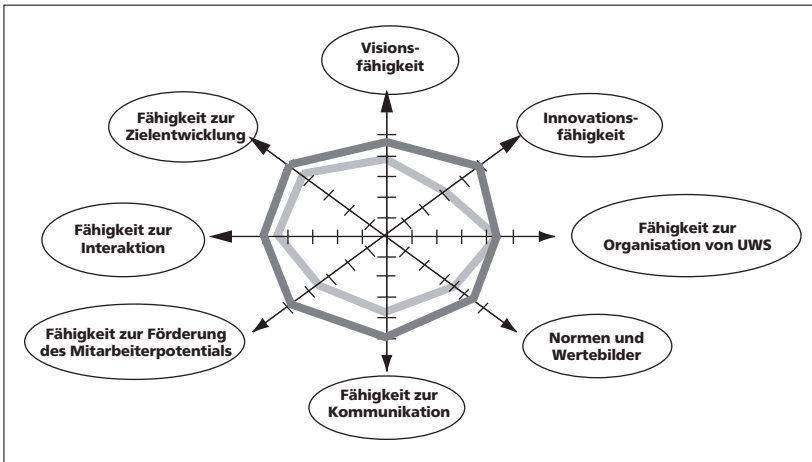 Visions-
fähigkeit
Innovations-
fähigkeit
Fähigkeit zur
Organisation von UWS
Normen und
Wertebilder
Fähigkeit zur
Kommunikation
Fähigkeit zur Förderung
des Mitarbeiterpotentials
Fähigkeit zur
Interaktion
Fähigkeit zur
Zielentwicklung